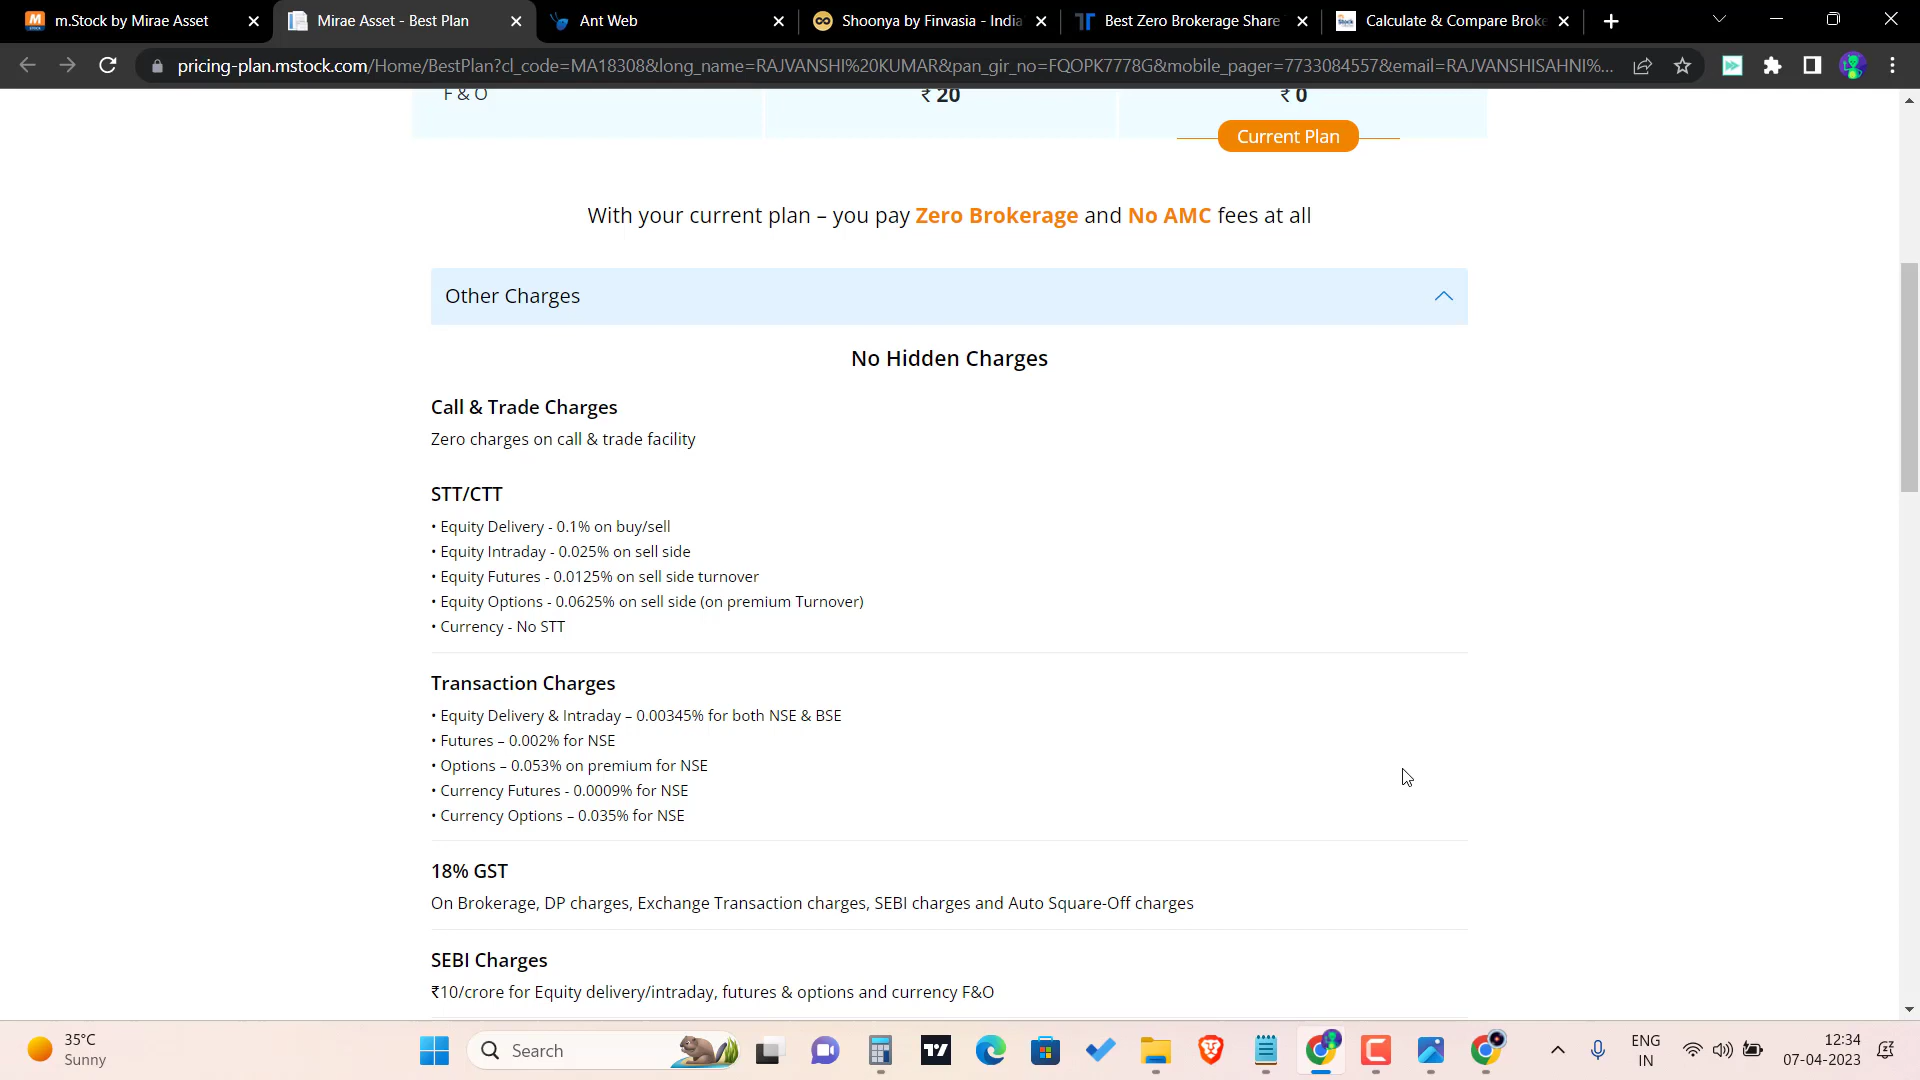 m.Stock by Mirae Asset
Mirae Asset - Best Plan
Ant Web
Shoonya by Finvasia - India
Best Zero Brokerage Share
Calculate & Compare Broke
pricing-plan.mstock.com/Home/BestPlan?cl_code=MA18308&long_name=RAJVANSHI%20KUMAR&pan_gir_no=FQOPK7778G&mobile_pager=7733084557&email=RAJVANSHISAHNI%...
F & O ₹ 20 ₹ 0
Current Plan
With your current plan – you pay Zero Brokerage and No AMC fees at all
Other Charges
No Hidden Charges
Call & Trade Charges
Zero charges on call & trade facility
STT/CTT
• Equity Delivery - 0.1% on buy/sell
• Equity Intraday - 0.025% on sell side
• Equity Futures - 0.0125% on sell side turnover
• Equity Options - 0.0625% on sell side (on premium Turnover)
• Currency - No STT
Transaction Charges
• Equity Delivery & Intraday – 0.00345% for both NSE & BSE
• Futures – 0.002% for NSE
• Options – 0.053% on premium for NSE
• Currency Futures - 0.0009% for NSE
• Currency Options – 0.035% for NSE
18% GST
On Brokerage, DP charges, Exchange Transaction charges, SEBI charges and Auto Square-Off charges
SEBI Charges
₹10/crore for Equity delivery/intraday, futures & options and currency F&O
35°C
Sunny
Search
ENG
IN
12:34
07-04-2023